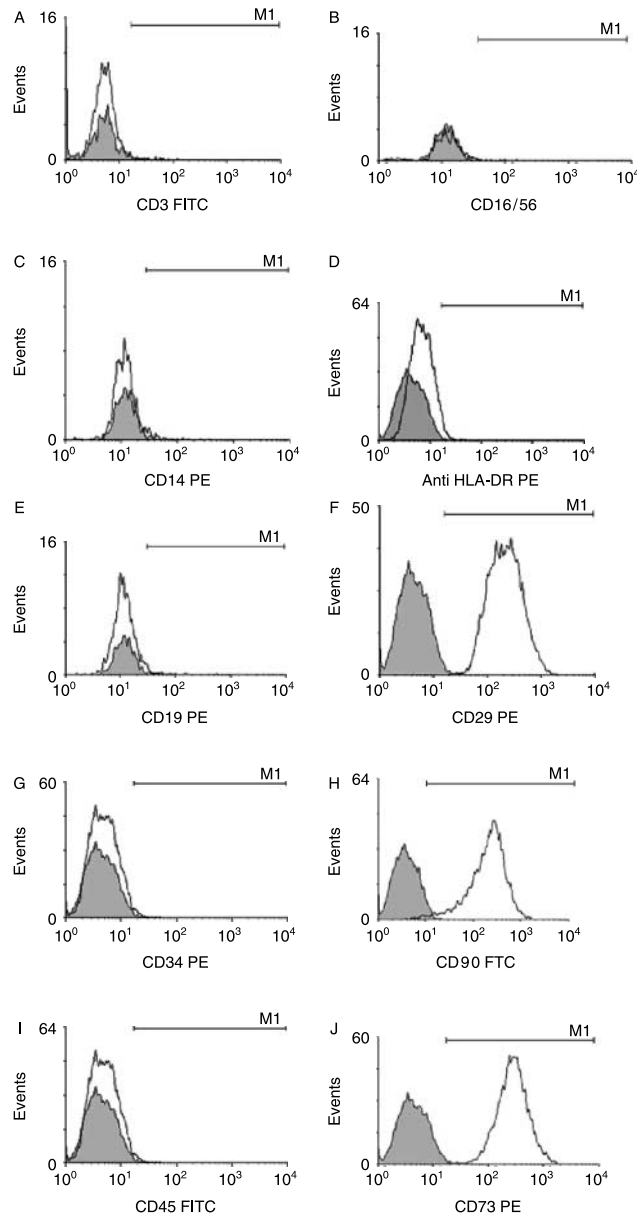 A 16 M1
Events
0
10⁰ 10¹ 10² 10³ 10⁴
CD3 FITC
B 16 M1
Events
0
10⁰ 10¹ 10² 10³ 10⁴
CD16/56
C 16 M1
Events
0
10⁰ 10¹ 10² 10³ 10⁴
CD14 PE
D 64 M1
Events
0
10⁰ 10¹ 10² 10³ 10⁴
Anti HLA-DR PE
E 16 M1
Events
0
10⁰ 10¹ 10² 10³ 10⁴
CD19 PE
F 50 M1
Events
0
10⁰ 10¹ 10² 10³ 10⁴
CD29 PE
G 60 M1
Events
0
10⁰ 10¹ 10² 10³ 10⁴
CD34 PE
H 64 M1
Events
0
10⁰ 10¹ 10² 10³ 10⁴
CD90 FTC
I 64 M1
Events
0
10⁰ 10¹ 10² 10³ 10⁴
CD45 FITC
J 60 M1
Events
0
10⁰ 10¹ 10² 10³ 10⁴
CD73 PE